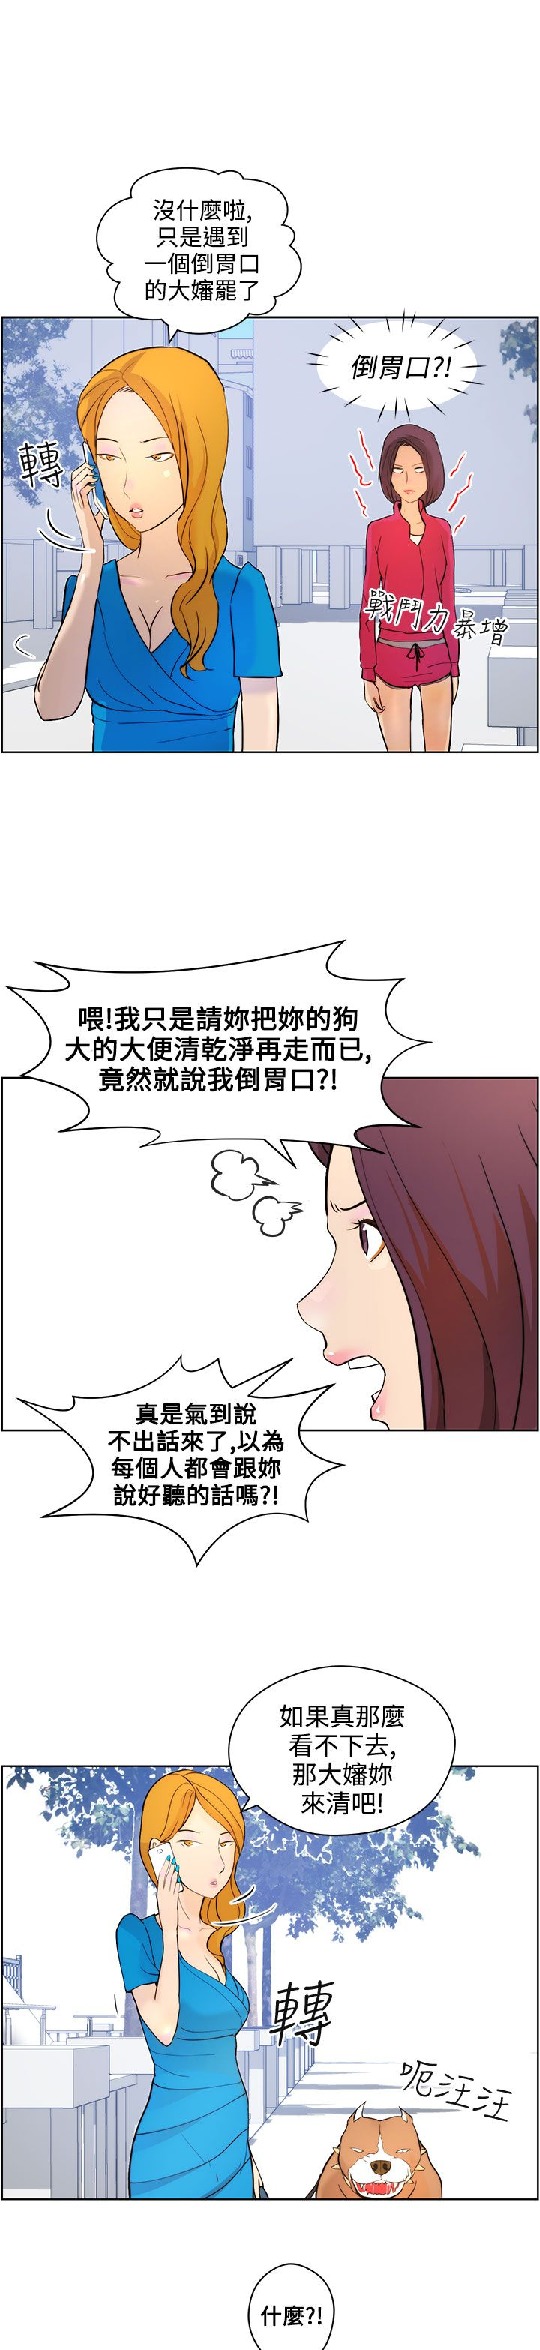 沒什麼啦,
只是遇到
一個倒胃口
的大嬸罷了
倒胃口?!
轉
戰鬥力暴增
喂!我只是請妳把妳的狗
大的大便清乾淨再走而已,
竟然就說我倒胃口?!
真是氣到說
不出話來了,以為
每個人都會跟妳
說好聽的話嗎?!
如果真那麼
看不下去,
那大嬸妳
來清吧!
轉
呃汪汪
什麼?!